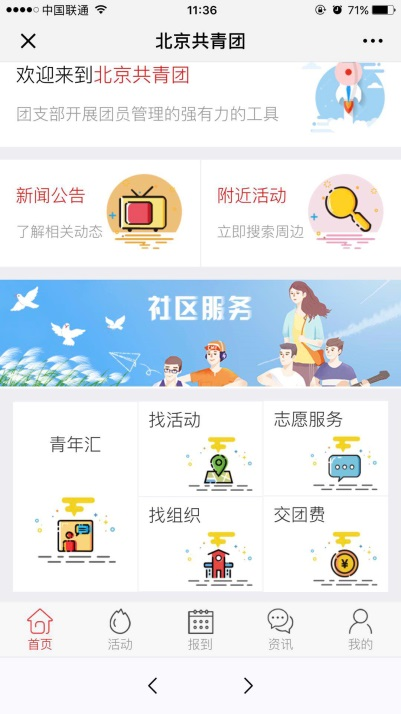 中国联通 11:36 71%
北京共青团
欢迎来到北京共青团
团支部开展团员管理的强有力的工具
新闻公告
了解相关动态
附近活动
立即搜索周边
社区服务
青年汇
找活动
志愿服务
找组织
交团费
首页 活动 报到 资讯 我的